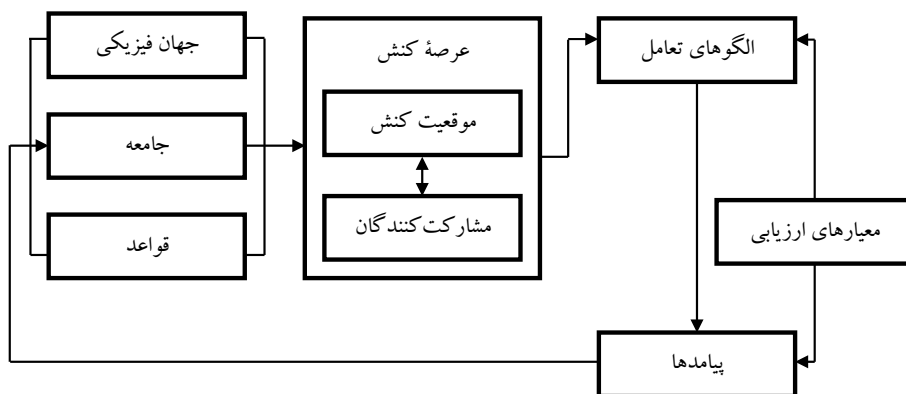 جهان فیزیکی
جامعه
قواعد
عرصهٔ کنش
موقعیت کنش
مشارکت‌کنندگان
الگوهای تعامل
معیارهای ارزیابی
پیامدها